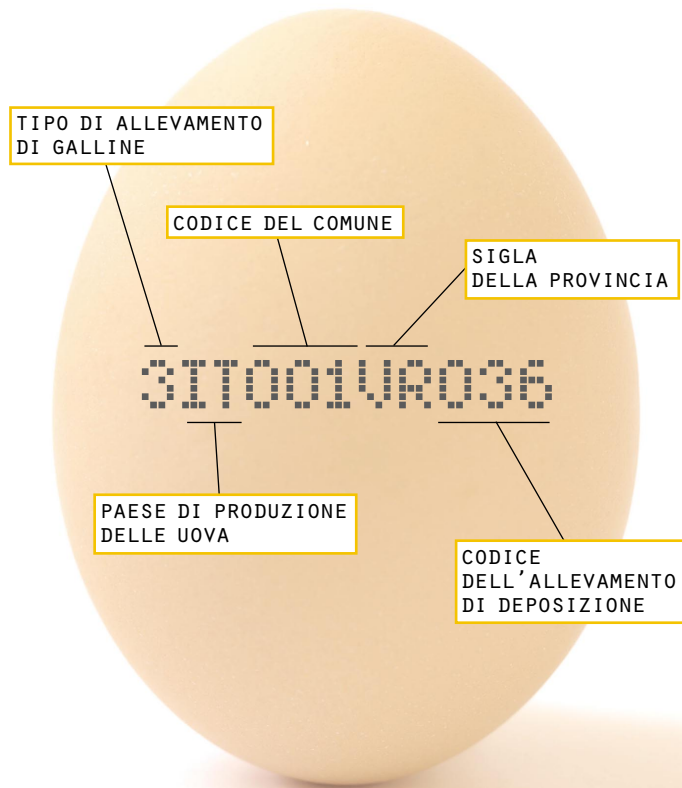 TIPO DI ALLEVAMENTO
DI GALLINE
CODICE DEL COMUNE
SIGLA
DELLA PROVINCIA
3IT001VR036
PAESE DI PRODUZIONE
DELLE UOVA
CODICE
DELL'ALLEVAMENTO
DI DEPOSIZIONE